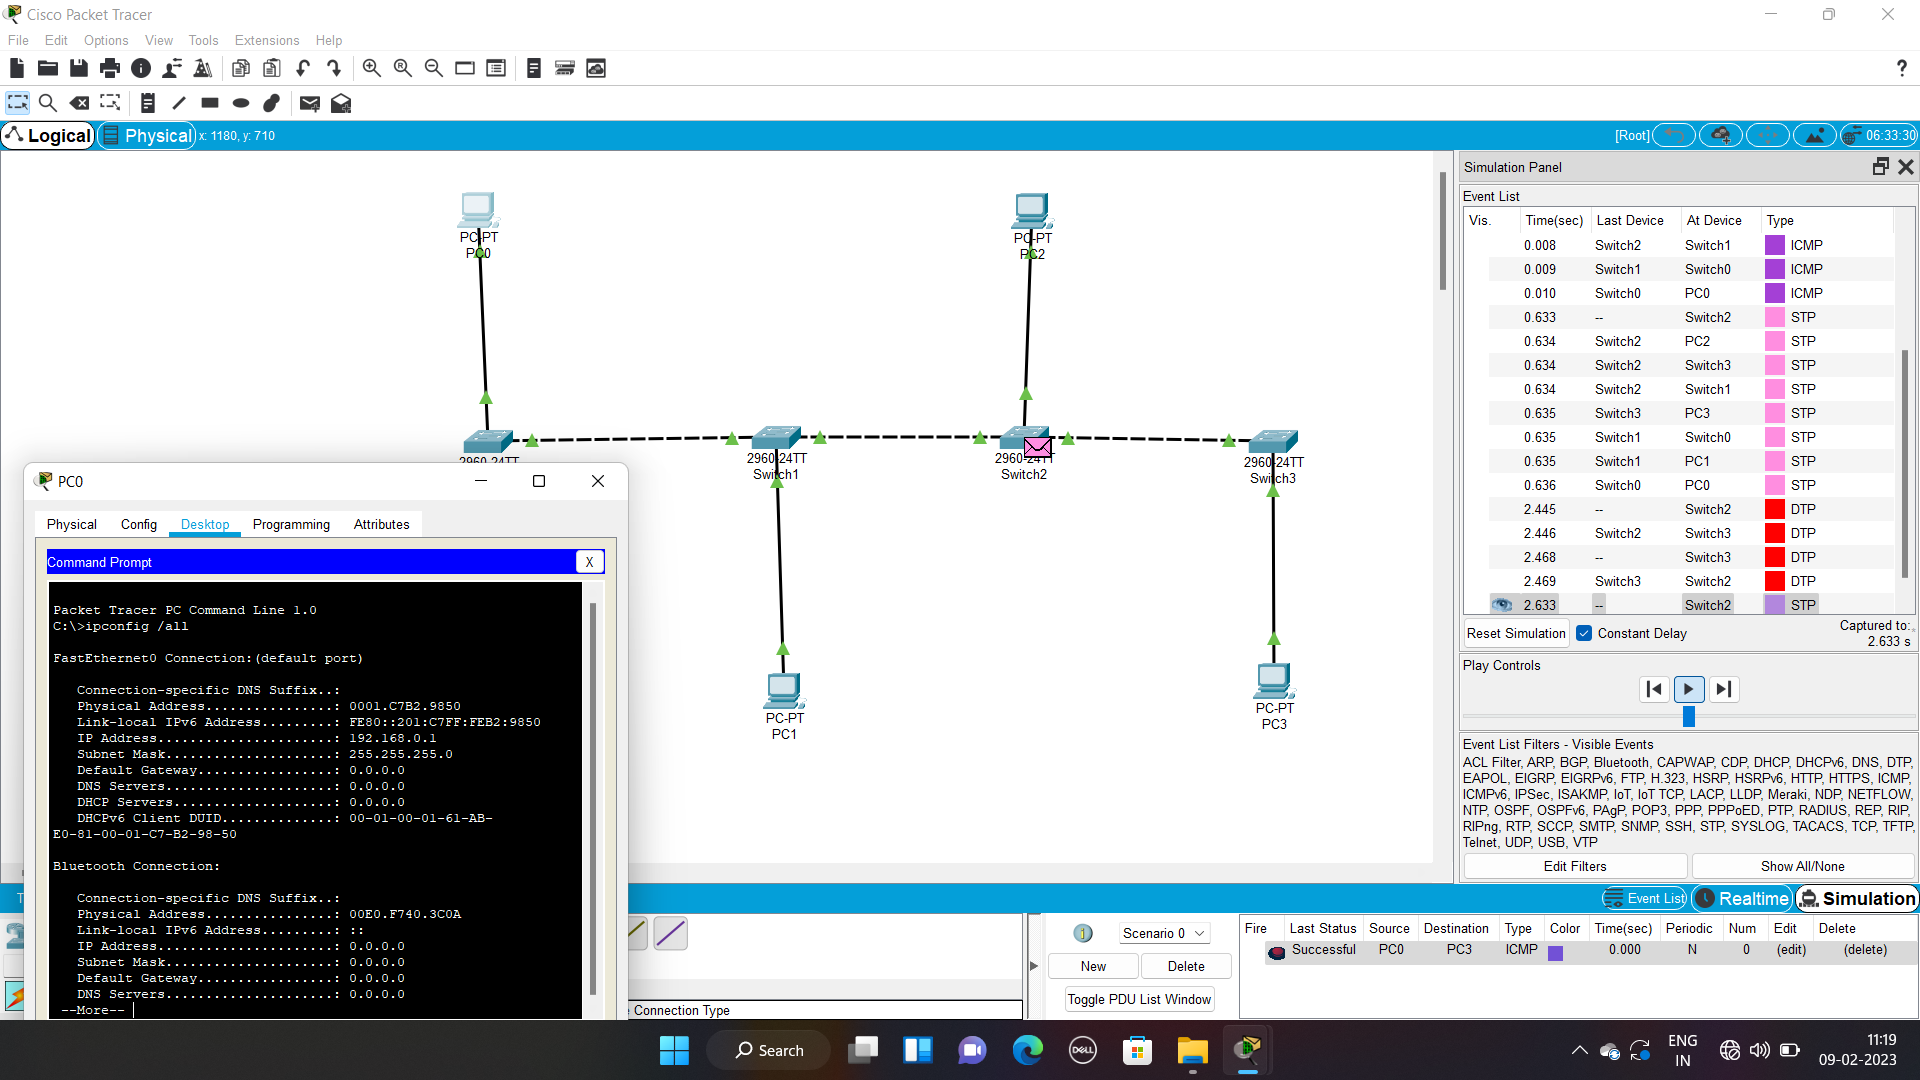 Cisco Packet Tracer
File Edit Options View Tools Extensions Help
Logical Physical x: 1180, y: 710 [Root] 06:33:30
PC-PT
PC0
PC-PT
PC2
2960-24TT
2960-24TT
Switch1
2960-24TT
Switch2
2960-24TT
Switch3
PC-PT
PC1
PC-PT
PC3
PC0
Physical Config Desktop Programming Attributes
Command Prompt X
Packet Tracer PC Command Line 1.0
C:\>ipconfig /all
FastEthernet0 Connection:(default port)
Connection-specific DNS Suffix..:
Physical Address................: 0001.C7B2.9850
Link-local IPv6 Address.........: FE80::201:C7FF:FEB2:9850
IP Address......................: 192.168.0.1
Subnet Mask.....................: 255.255.255.0
Default Gateway.................: 0.0.0.0
DNS Servers.....................: 0.0.0.0
DHCP Servers....................: 0.0.0.0
DHCPv6 Client DUID..............: 00-01-00-01-61-AB-
E0-81-00-01-C7-B2-98-50
Bluetooth Connection:
Connection-specific DNS Suffix..:
Physical Address................: 00E0.F740.3C0A
Link-local IPv6 Address.........: ::
IP Address......................: 0.0.0.0
Subnet Mask.....................: 0.0.0.0
Default Gateway.................: 0.0.0.0
DNS Servers.....................: 0.0.0.0
--More--
Simulation Panel
Event List
Vis. Time(sec) Last Device At Device Type
0.008 Switch2 Switch1 ICMP
0.009 Switch1 Switch0 ICMP
0.010 Switch0 PC0 ICMP
0.633 -- Switch2 STP
0.634 Switch2 PC2 STP
0.634 Switch2 Switch3 STP
0.634 Switch2 Switch1 STP
0.635 Switch3 PC3 STP
0.635 Switch1 Switch0 STP
0.635 Switch1 PC1 STP
0.636 Switch0 PC0 STP
2.445 -- Switch2 DTP
2.446 Switch2 Switch3 DTP
2.468 -- Switch3 DTP
2.469 Switch3 Switch2 DTP
2.633 -- Switch2 STP
Reset Simulation Constant Delay Captured to:
2.633 s
Play Controls
Event List Filters - Visible Events
ACL Filter, ARP, BGP, Bluetooth, CAPWAP, CDP, DHCP, DHCPv6, DNS, DTP,
EAPOL, EIGRP, EIGRPv6, FTP, H.323, HSRP, HSRPv6, HTTP, HTTPS, ICMP,
ICMPv6, IPSec, ISAKMP, IoT, IoT TCP, LACP, LLDP, Meraki, NDP, NETFLOW,
NTP, OSPF, OSPFv6, PAgP, POP3, PPP, PPPoED, PTP, RADIUS, REP, RIP,
RIPng, RTP, SCCP, SMTP, SNMP, SSH, STP, SYSLOG, TACACS, TCP, TFTP,
Telnet, UDP, USB, VTP
Edit Filters Show All/None
Event List Realtime Simulation
Connection Type
Scenario 0
New Delete
Toggle PDU List Window
Fire Last Status Source Destination Type Color Time(sec) Periodic Num Edit Delete
Successful PC0 PC3 ICMP 0.000 N 0 (edit) (delete)
Search
DELL
ENG
IN
11:19
09-02-2023